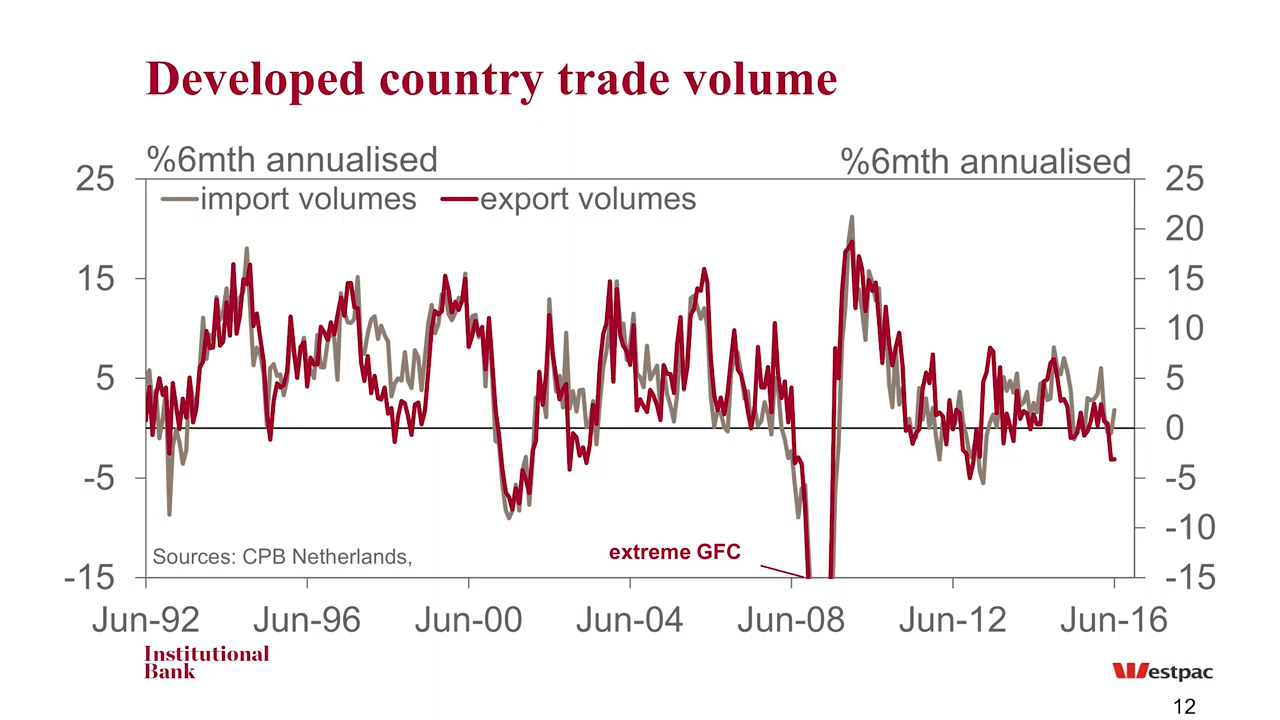 Developed country trade volume
%6mth annualised
%6mth annualised
25
25
import volumes
export volumes
20
15
15
10
5
5
0
-5
-5
-10
Sources: CPB Netherlands,
extreme GFC
-15
-15
Jun-92
Jun-96
Jun-00
Jun-04
Jun-08
Jun-12
Jun-16
Institutional
Bank
Westpac
12